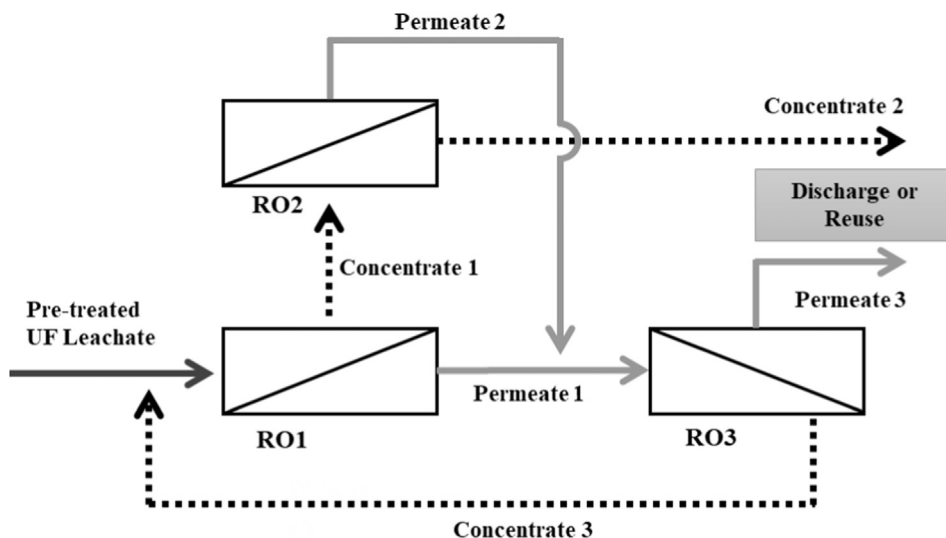 Permeate 2
Concentrate 2
RO2
Discharge or
Reuse
Concentrate 1
Permeate 3
Pre-treated
UF Leachate
Permeate 1
RO1
RO3
Concentrate 3